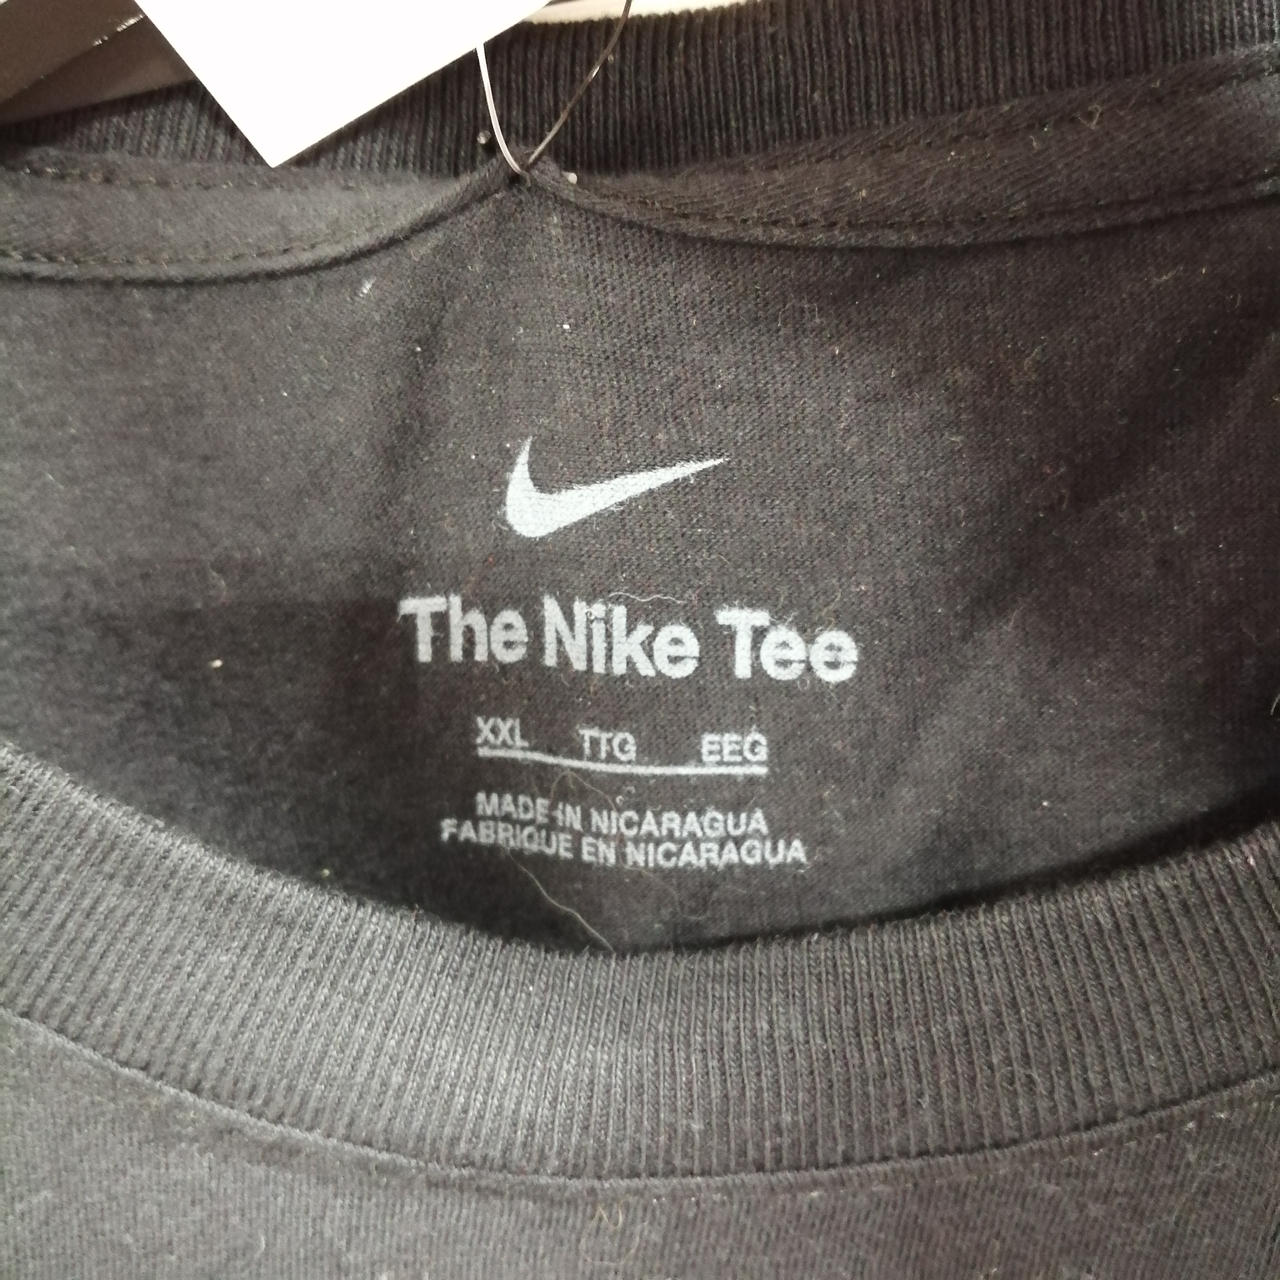 The Nike Tee
XXL TTG EEG
MADE IN NICARAGUA
FABRIQUE EN NICARAGUA